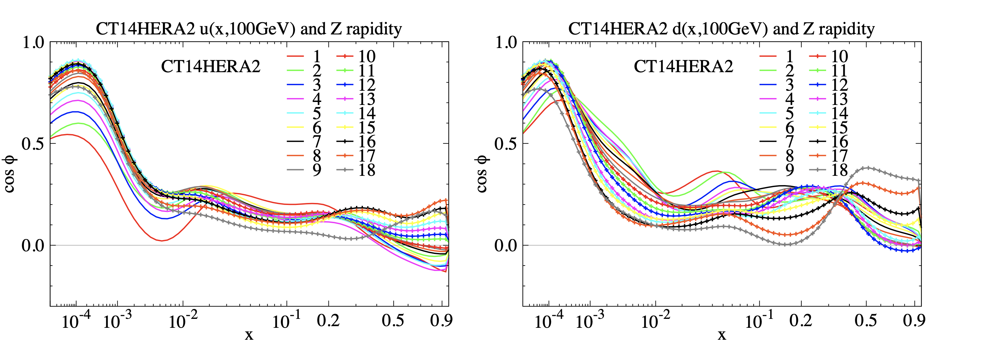 CT14HERA2 u(x,100GeV) and Z rapidity
1.0
0.5
0.0
cos ϕ
CT14HERA2
1 10
2 11
3 12
4 13
5 14
6 15
7 16
8 17
9 18
10-4 10-3 10-2 10-1 0.2 0.5 0.9
x
CT14HERA2 d(x,100GeV) and Z rapidity
1.0
0.5
0.0
cos ϕ
CT14HERA2
1 10
2 11
3 12
4 13
5 14
6 15
7 16
8 17
9 18
10-4 10-3 10-2 10-1 0.2 0.5 0.9
x